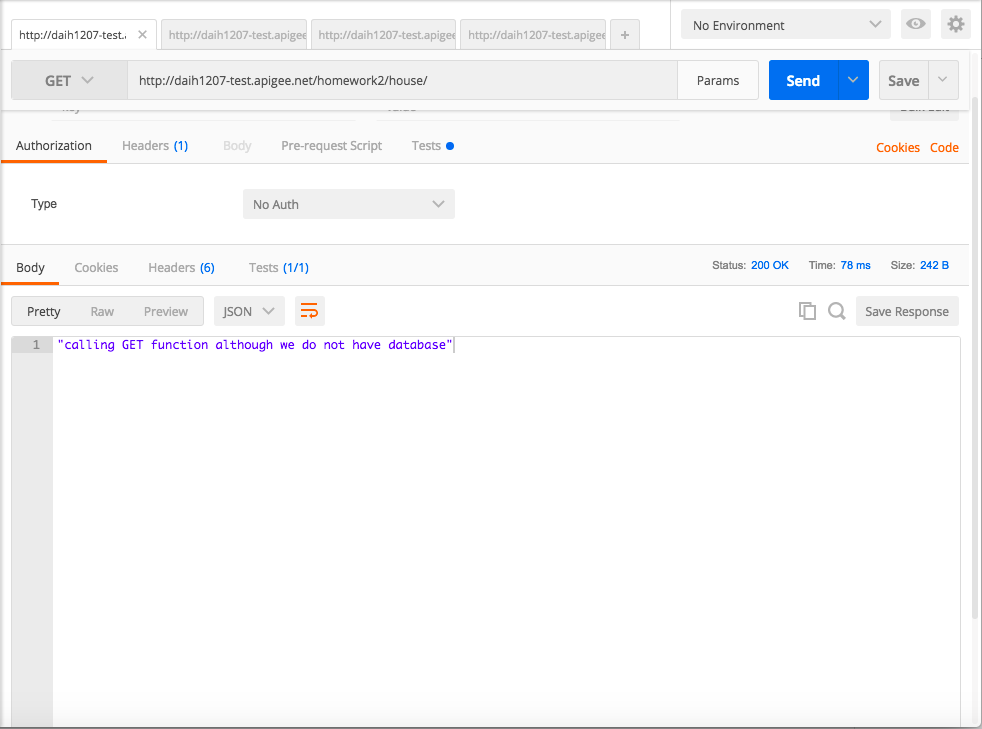 http://daih1207-test.a × http://daih1207-test.apigee http://daih1207-test.apigee http://daih1207-test.apigee + No Environment
GET http://daih1207-test.apigee.net/homework2/house/ Params Send Save
Authorization Headers (1) Body Pre-request Script Tests Cookies Code
Type No Auth
Body Cookies Headers (6) Tests (1/1) Status: 200 OK Time: 78 ms Size: 242 B
Pretty Raw Preview JSON Save Response
1 "calling GET function although we do not have database"